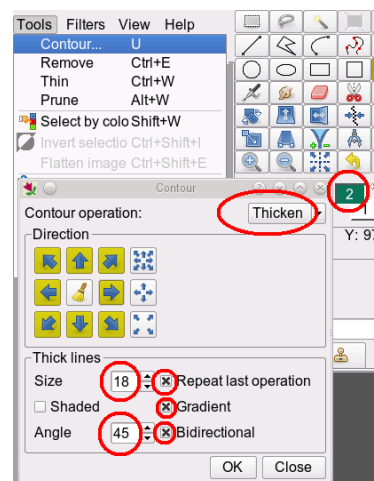 Tools Filters View Help
Contour... U
Remove Ctrl+E
Thin Ctrl+W
Prune Alt+W
Select by colo Shift+W
Invert selectio Ctrl+Shift+I
Flatten image Ctrl+Shift+E
Contour
2
Contour operation: Thicken
Y: 97
Direction
Thick lines
Size 18 Repeat last operation
Shaded Gradient
Angle 45 Bidirectional
OK Close